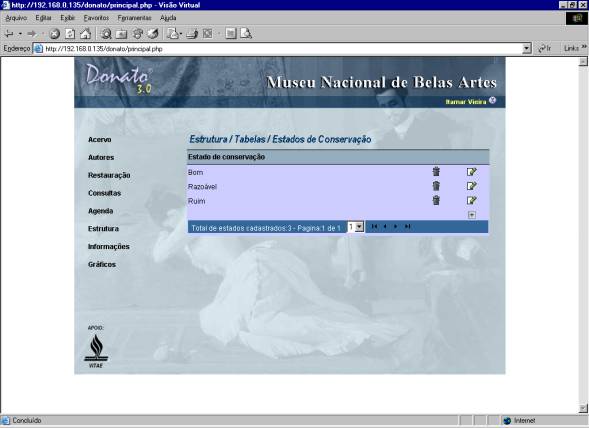 http://192.168.0.135/donato/principal.php - Visão Virtual
Arquivo Editar Exibir Favoritos Ferramentas Ajuda
Endereço http://192.168.0.135/donato/principal.php Ir Links »
Donato 3.0
Museu Nacional de Belas Artes
Itamar Vieira
Acervo
Autores
Restauração
Consultas
Agenda
Estrutura
Informações
Gráficos
APOIO:
VITAE
Estrutura / Tabelas / Estados de Conservação
Estado de conservação
Bom
Razoável
Ruim
Total de estados cadastrados:3 - Pagina:1 de 1 1
Concluído Internet